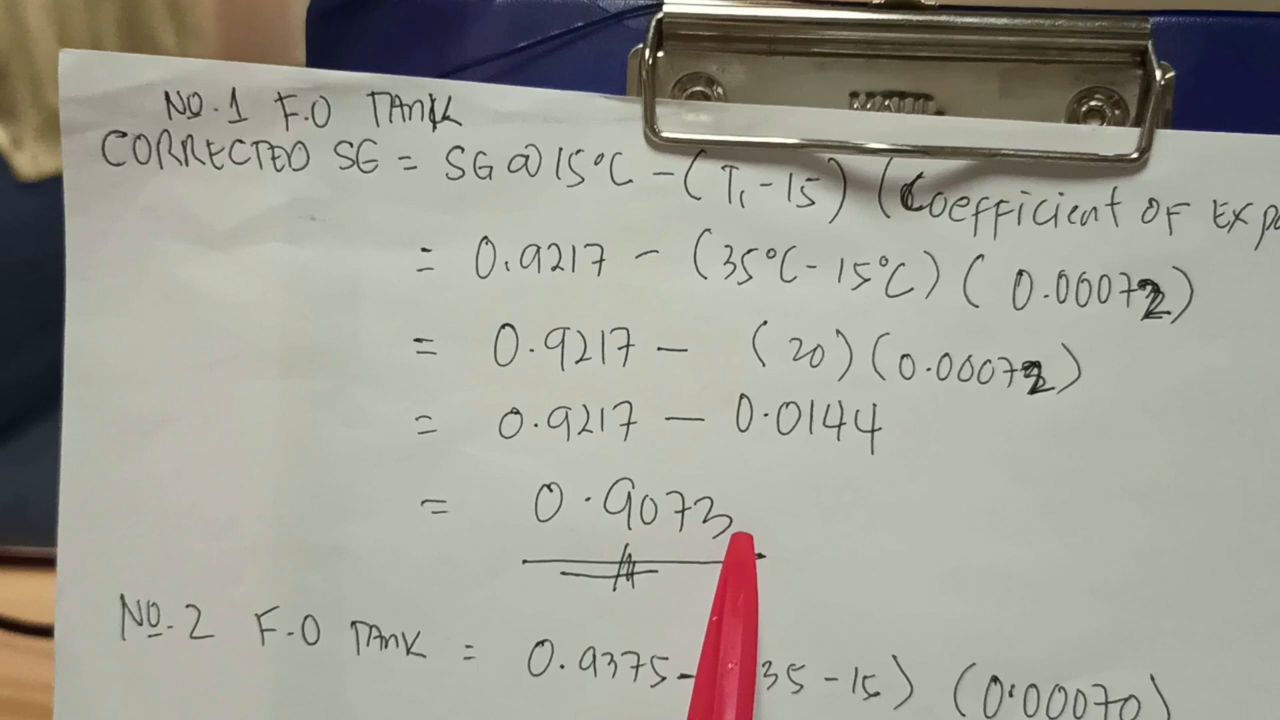 NO.1 F.O TANK
CORRECTED SG = SG @ 15°C - (T₁-15) (Coefficient OF EXPA
= 0.9217 - (35°C-15°C) (0.00072)
= 0.9217 - (20) (0.00072)
= 0.9217 - 0.0144
= 0.9073
NO.2 F.O TANK = 0.9375- 35-15) (0.00070)